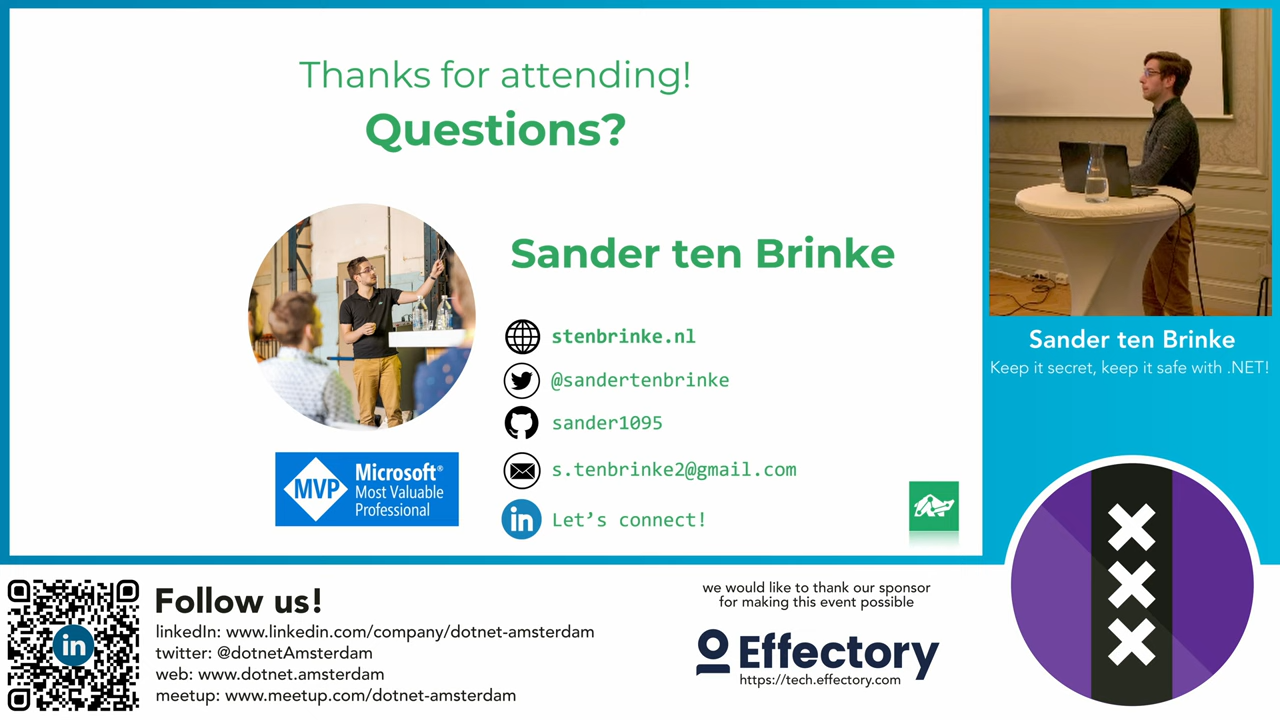 Thanks for attending!
Questions?
Sander ten Brinke
stenbrinke.nl
@sandertenbrinke
sander1095
s.tenbrinke2@gmail.com
in
Let's connect!
MVP
Microsoft®
Most Valuable
Professional
Sander ten Brinke
Keep it secret, keep it safe with .NET!
in
Follow us!
linkedIn: www.linkedin.com/company/dotnet-amsterdam
twitter: @dotnetAmsterdam
web: www.dotnet.amsterdam
meetup: www.meetup.com/dotnet-amsterdam
we would like to thank our sponsor
for making this event possible
Effectory
https://tech.effectory.com